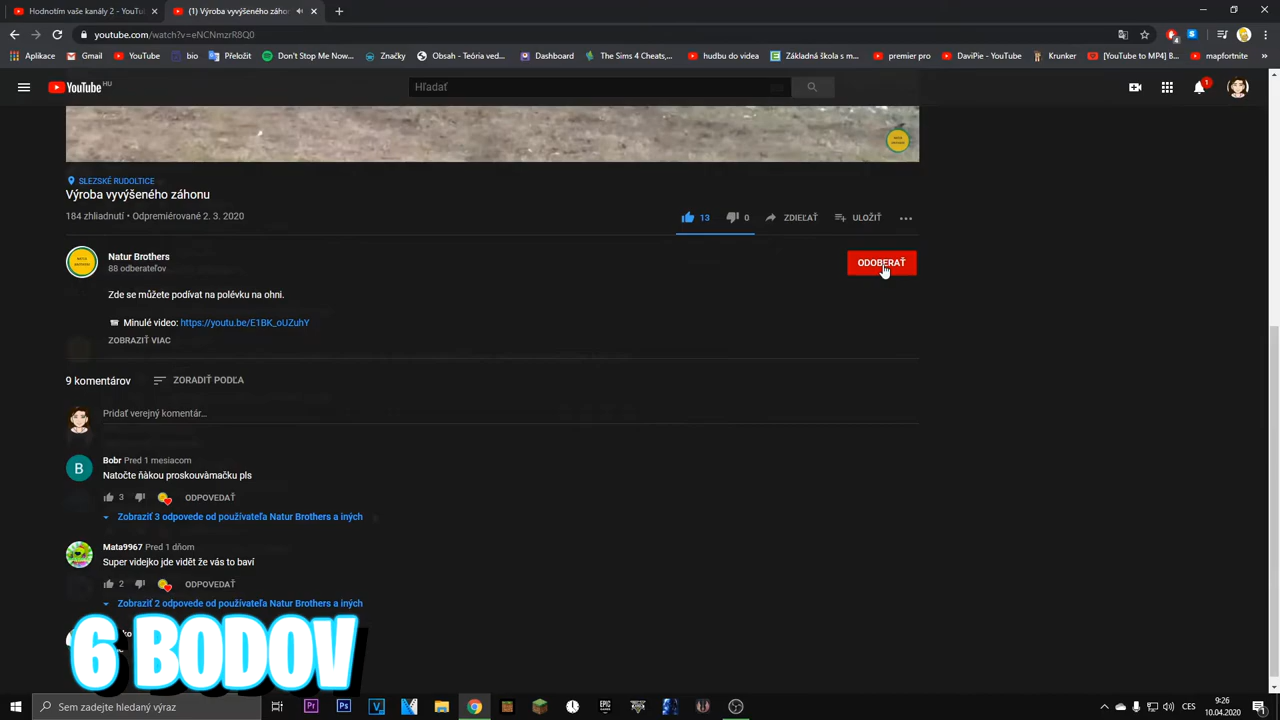 Hodnotím vaše kanály 2 - YouTu
(1) Výroba vyvýšeného záhor
youtube.com/watch?v=eNCNmzrR8Q0
Aplikace
Gmail
YouTube
bio
Přeložit
Don't Stop Me Now...
Značky
Obsah - Teórii ved...
Dashboard
The Sims 4 Cheats,...
hudbu do videa
Základná škola s m...
premier pro
DaviPie - YouTube
Krunker
[YouTube to MP4] B...
mapfortnite
YouTube HU
Hľadať
1
SLEZSKÉ RUDOLTICE
Výroba vyvýšeného záhonu
184 zhliadnutí • Odpremiérované 2. 3. 2020
13
0
ZDIEĽAŤ
ULOŽIŤ
Natur Brothers
88 odberateľov
ODOBERAŤ
Zde se můžete podívat na polévku na ohni.
Minulé video: https://youtu.be/E1BK_oUZuhY
ZOBRAZIŤ VIAC
9 komentárov
ZORADIŤ PODĽA
Pridať verejný komentár...
B
Bobr Pred 1 mesiacom
Natočte ňàkou proskouvàmačku pls
3
ODPOVEDAŤ
Zobraziť 3 odpovede od používateľa Natur Brothers a iných
Mata9967 Pred 1 dňom
Super videjko jde vidět že vás to baví
2
ODPOVEDAŤ
Zobraziť 2 odpovede od používateľa Natur Brothers a iných
6 BODOV
Sem zadejte hledaný výraz
CES
9:26
10.04.2020